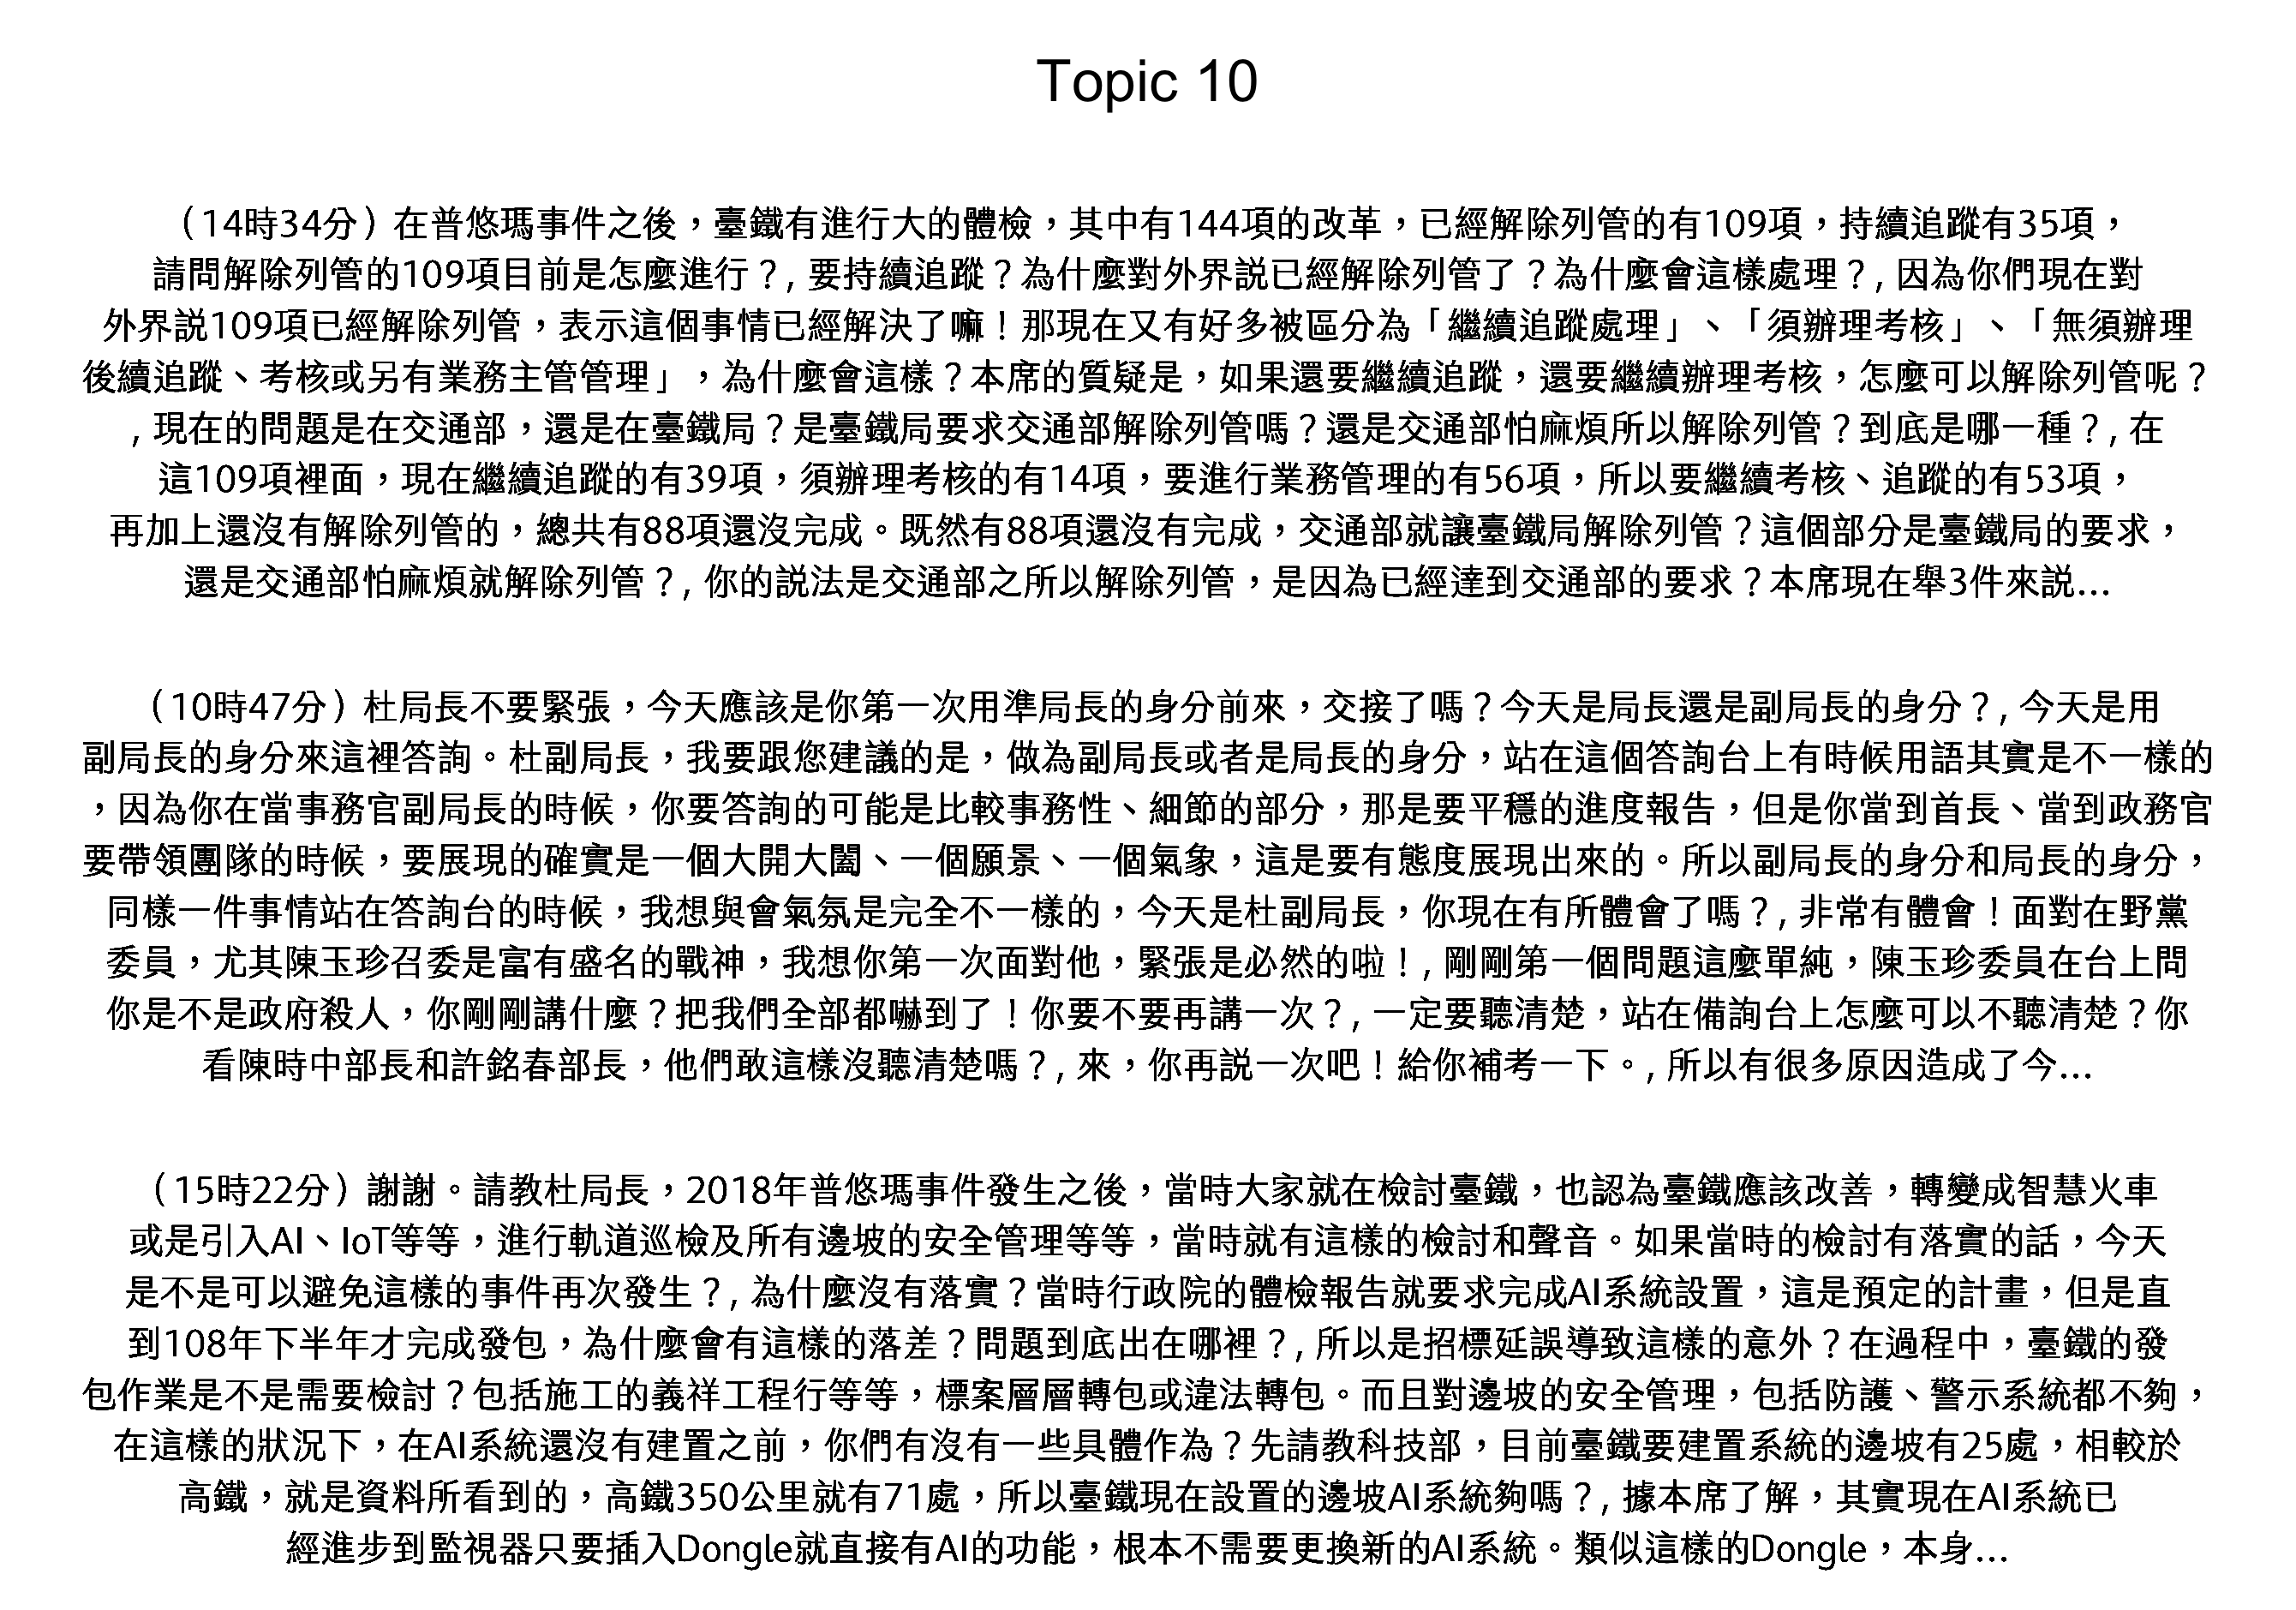 Topic 10
（14時34分）在普悠瑪事件之後，臺鐵有進行大的體檢，其中有144項的改革，已經解除列管的有109項，持續追蹤有35項，
請問解除列管的109項目前是怎麼進行？, 要持續追蹤？為什麼對外界説已經解除列管了？為什麼會這樣處理？, 因為你們現在對
外界説109項已經解除列管，表示這個事情已經解決了嘛！那現在又有好多被區分為「繼續追蹤處理」、「須辦理考核」、「無須辦理
後續追蹤、考核或另有業務主管管理」，為什麼會這樣？本席的質疑是，如果還要繼續追蹤，還要繼續辦理考核，怎麼可以解除列管呢？
, 現在的問題是在交通部，還是在臺鐵局？是臺鐵局要求交通部解除列管嗎？還是交通部怕麻煩所以解除列管？到底是哪一種？, 在
這109項裡面，現在繼續追蹤的有39項，須辦理考核的有14項，要進行業務管理的有56項，所以要繼續考核、追蹤的有53項，
再加上還沒有解除列管的，總共有88項還沒完成。既然有88項還沒有完成，交通部就讓臺鐵局解除列管？這個部分是臺鐵局的要求，
還是交通部怕麻煩就解除列管？, 你的説法是交通部之所以解除列管，是因為已經達到交通部的要求？本席現在舉3件來説...
（10時47分）杜局長不要緊張，今天應該是你第一次用準局長的身分前來，交接了嗎？今天是局長還是副局長的身分？, 今天是用
副局長的身分來這裡答詢。杜副局長，我要跟您建議的是，做為副局長或者是局長的身分，站在這個答詢台上有時候用語其實是不一樣的
，因為你在當事務官副局長的時候，你要答詢的可能是比較事務性、細節的部分，那是要平穩的進度報告，但是你當到首長、當到政務官
要帶領團隊的時候，要展現的確實是一個大開大闔、一個願景、一個氣象，這是要有態度展現出來的。所以副局長的身分和局長的身分，
同樣一件事情站在答詢台的時候，我想與會氣氛是完全不一樣的，今天是杜副局長，你現在有所體會了嗎？, 非常有體會！面對在野黨
委員，尤其陳玉珍召委是富有盛名的戰神，我想你第一次面對他，緊張是必然的啦！, 剛剛第一個問題這麼單純，陳玉珍委員在台上問
你是不是政府殺人，你剛剛講什麼？把我們全部都嚇到了！你要不要再講一次？, 一定要聽清楚，站在備詢台上怎麼可以不聽清楚？你
看陳時中部長和許銘春部長，他們敢這樣沒聽清楚嗎？, 來，你再説一次吧！給你補考一下。, 所以有很多原因造成了今...
（15時22分）謝謝。請教杜局長，2018年普悠瑪事件發生之後，當時大家就在檢討臺鐵，也認為臺鐵應該改善，轉變成智慧火車
或是引入AI、IoT等等，進行軌道巡檢及所有邊坡的安全管理等等，當時就有這樣的檢討和聲音。如果當時的檢討有落實的話，今天
是不是可以避免這樣的事件再次發生？, 為什麼沒有落實？當時行政院的體檢報告就要求完成AI系統設置，這是預定的計畫，但是直
到108年下半年才完成發包，為什麼會有這樣的落差？問題到底出在哪裡？, 所以是招標延誤導致這樣的意外？在過程中，臺鐵的發
包作業是不是需要檢討？包括施工的義祥工程行等等，標案層層轉包或違法轉包。而且對邊坡的安全管理，包括防護、警示系統都不夠，
在這樣的狀況下，在AI系統還沒有建置之前，你們有沒有一些具體作為？先請教科技部，目前臺鐵要建置系統的邊坡有25處，相較於
高鐵，就是資料所看到的，高鐵350公里就有71處，所以臺鐵現在設置的邊坡AI系統夠嗎？, 據本席了解，其實現在AI系統已
經進步到監視器只要插入Dongle就直接有AI的功能，根本不需要更換新的AI系統。類似這樣的Dongle，本身...